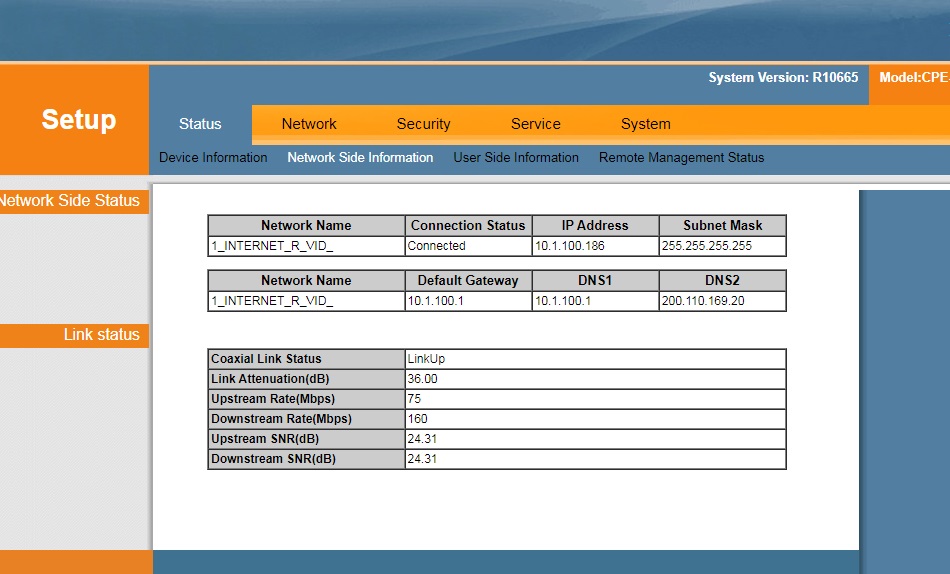 System Version: R10665 Model:CPE-
Setup
Status Network Security Service System
Device Information Network Side Information User Side Information Remote Management Status
Network Side Status
Network Name Connection Status IP Address Subnet Mask
1_INTERNET_R_VID_ Connected 10.1.100.186 255.255.255.255
Network Name Default Gateway DNS1 DNS2
1_INTERNET_R_VID_ 10.1.100.1 10.1.100.1 200.110.169.20
Link status
Coaxial Link Status LinkUp
Link Attenuation(dB) 36.00
Upstream Rate(Mbps) 75
Downstream Rate(Mbps) 160
Upstream SNR(dB) 24.31
Downstream SNR(dB) 24.31